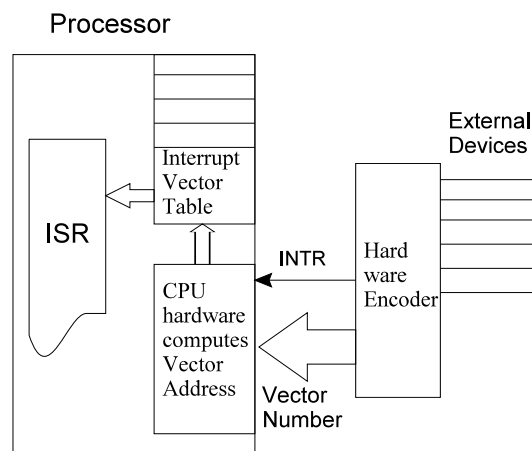 Processor
Interrupt
Vector
Table
ISR
CPU
hardware
computes
Vector
Address
INTR
Vector
Number
Hard
ware
Encoder
External
Devices